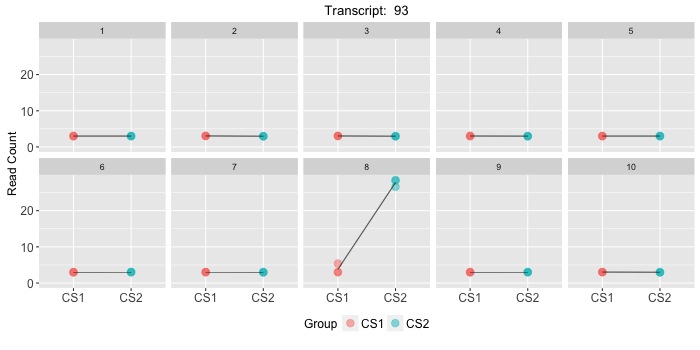 Transcript:  93
1 2 3 4 5
20
10
0
Read Count
6 7 8 9 10
20
10
0
CS1 CS2 CS1 CS2 CS1 CS2 CS1 CS2 CS1 CS2
Group CS1 CS2